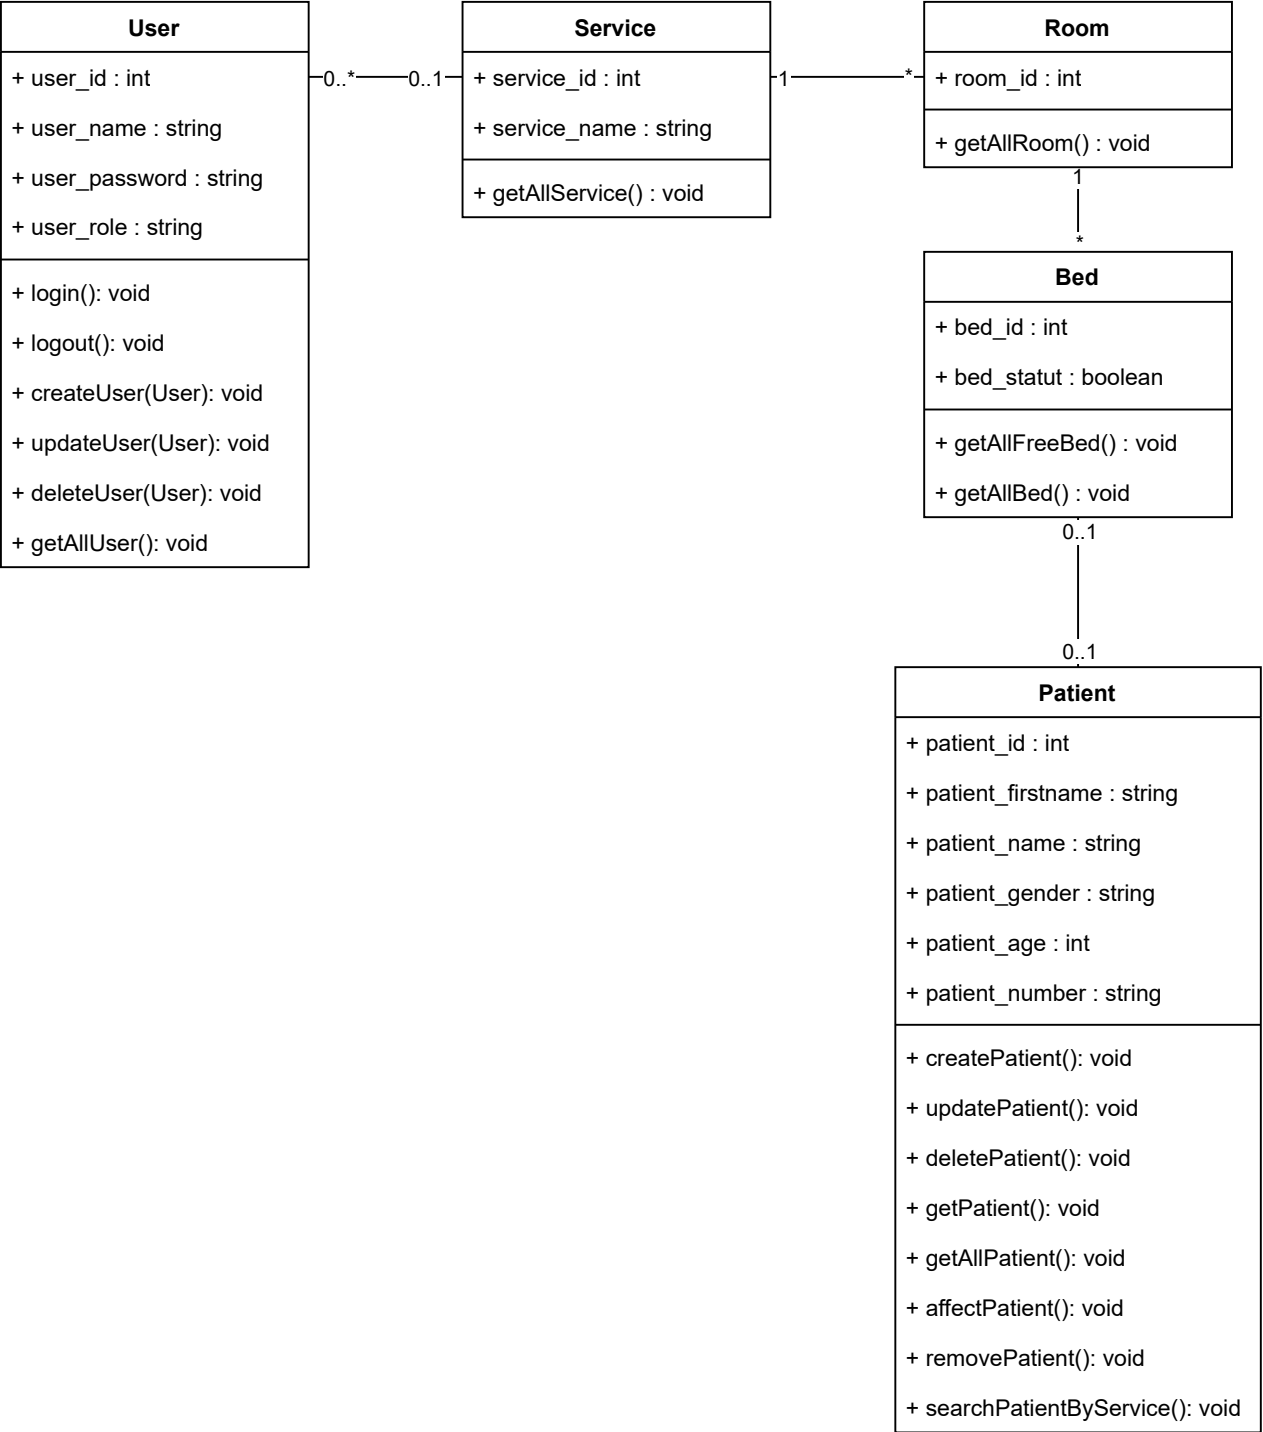 User
+ user_id : int
+ user_name : string
+ user_password : string
+ user_role : string
+ login(): void
+ logout(): void
+ createUser(User): void
+ updateUser(User): void
+ deleteUser(User): void
+ getAllUser(): void
0..*
0..1
Service
+ service_id : int
+ service_name : string
+ getAllService() : void
1
*
Room
+ room_id : int
+ getAllRoom() : void
1
*
Bed
+ bed_id : int
+ bed_statut : boolean
+ getAllFreeBed() : void
+ getAllBed() : void
0..1
0..1
Patient
+ patient_id : int
+ patient_firstname : string
+ patient_name : string
+ patient_gender : string
+ patient_age : int
+ patient_number : string
+ createPatient(): void
+ updatePatient(): void
+ deletePatient(): void
+ getPatient(): void
+ getAllPatient(): void
+ affectPatient(): void
+ removePatient(): void
+ searchPatientByService(): void